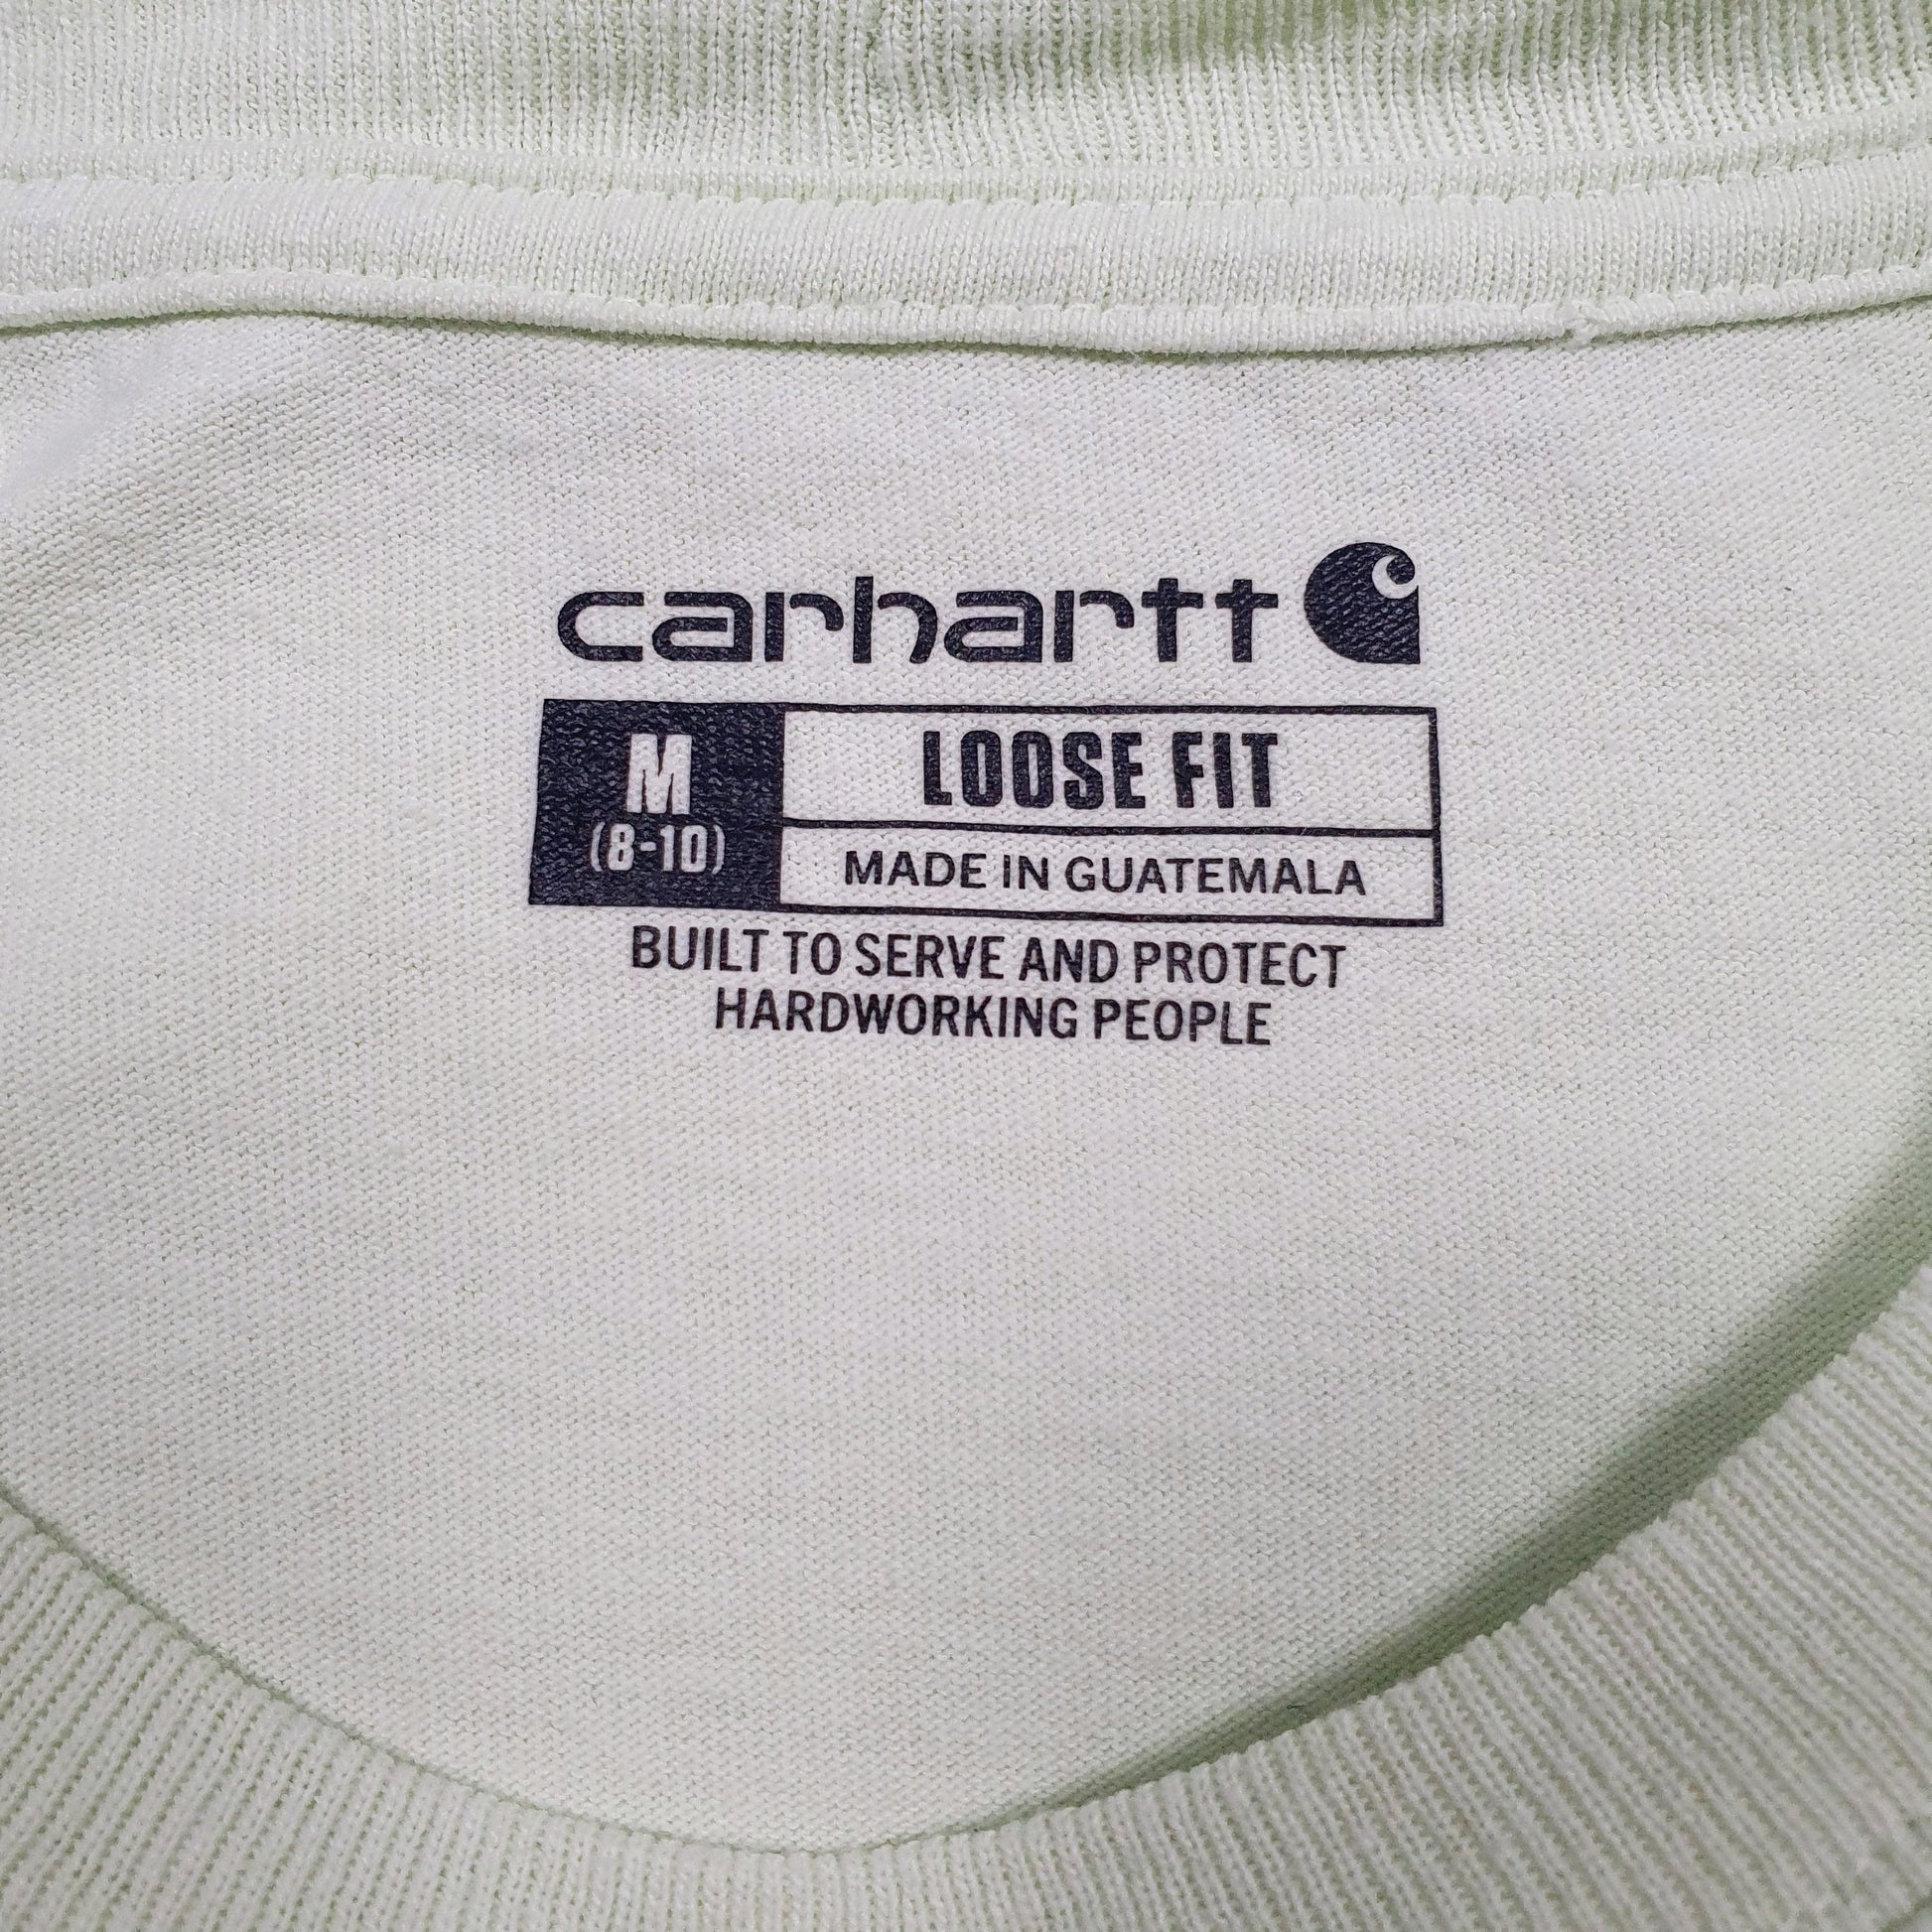 carhartt
M
(8-10)
LOOSE FIT
MADE IN GUATEMALA
BUILT TO SERVE AND PROTECT
HARDWORKING PEOPLE